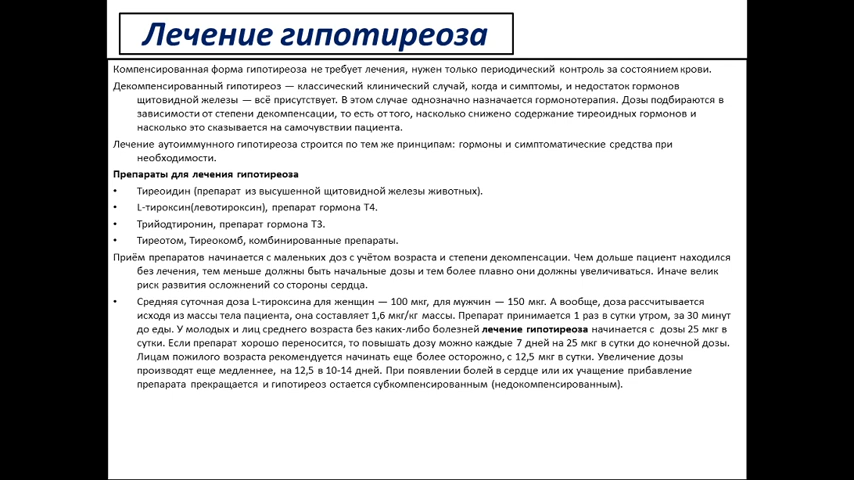 Лечение гипотиреоза
Компенсированная форма гипотиреоза не требует лечения, нужен только периодический контроль за состоянием крови.
Декомпенсированный гипотиреоз — классический клинический случай, когда и симптомы, и недостаток гормонов
щитовидной железы — всё присутствует. В этом случае однозначно назначается гормонотерапия. Дозы подбираются в
зависимости от степени декомпенсации, то есть от того, насколько снижено содержание тиреоидных гормонов и
насколько это сказывается на самочувствии пациента.
Лечение аутоиммунного гипотиреоза строится по тем же принципам: гормоны и симптоматические средства при
необходимости.
Препараты для лечения гипотиреоза
• Тиреоидин (препарат из высушенной щитовидной железы животных).
• L-тироксин(левотироксин), препарат гормона Т4.
• Трийодтиронин, препарат гормона Т3.
• Тиреотом, Тиреокомб, комбинированные препараты.
Приём препаратов начинается с маленьких доз с учётом возраста и степени декомпенсации. Чем дольше пациент находился
без лечения, тем меньше должны быть начальные дозы и тем более плавно они должны увеличиваться. Иначе велик
риск развития осложнений со стороны сердца.
• Средняя суточная доза L-тироксина для женщин — 100 мкг, для мужчин — 150 мкг. А вообще, доза рассчитывается
исходя из массы тела пациента, она составляет 1,6 мкг/кг массы. Препарат принимается 1 раз в сутки утром, за 30 минут
до еды. У молодых и лиц среднего возраста без каких-либо болезней лечение гипотиреоза начинается с дозы 25 мкг в
сутки. Если препарат хорошо переносится, то повышать дозу можно каждые 7 дней на 25 мкг в сутки до конечной дозы.
Лицам пожилого возраста рекомендуется начинать еще более осторожно, с 12,5 мкг в сутки. Увеличение дозы
производят еще медленнее, на 12,5 в 10-14 дней. При появлении болей в сердце или их учащение прибавление
препарата прекращается и гипотиреоз остается субкомпенсированным (недокомпенсированным).